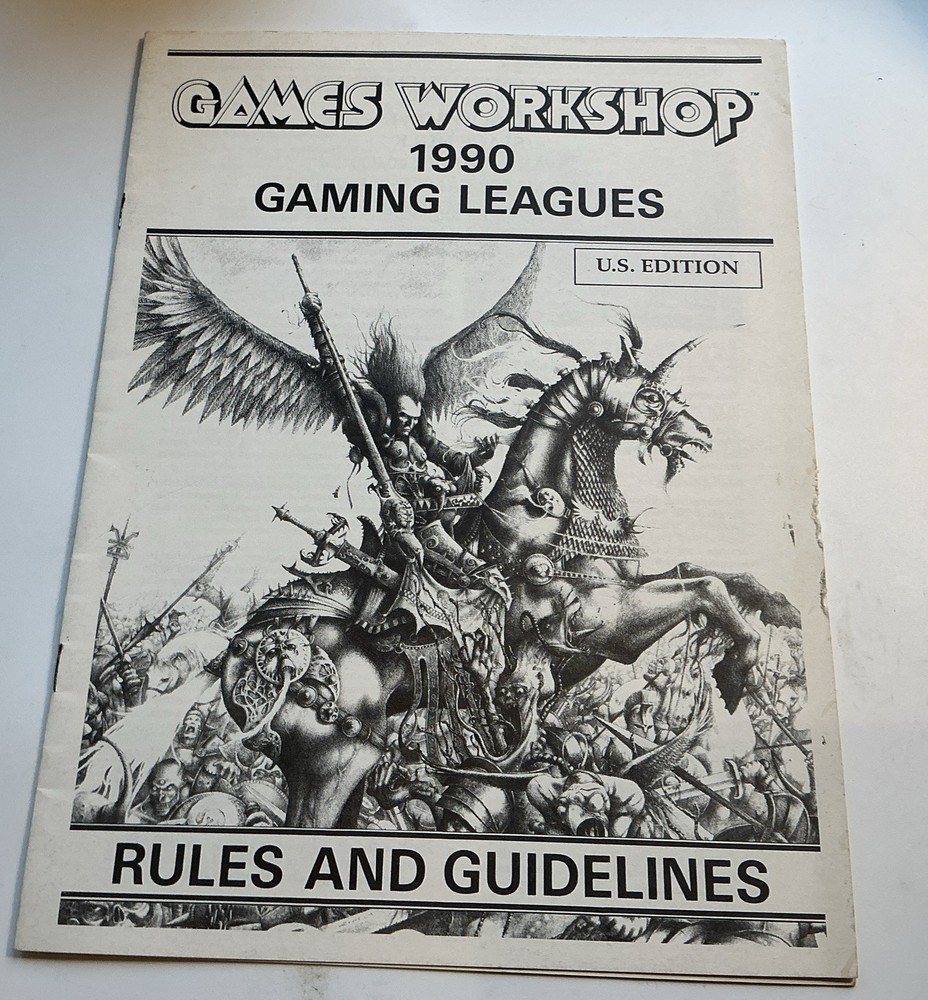 GAMES WORKSHOP™
1990
GAMING LEAGUES
U.S. EDITION
RULES AND GUIDELINES